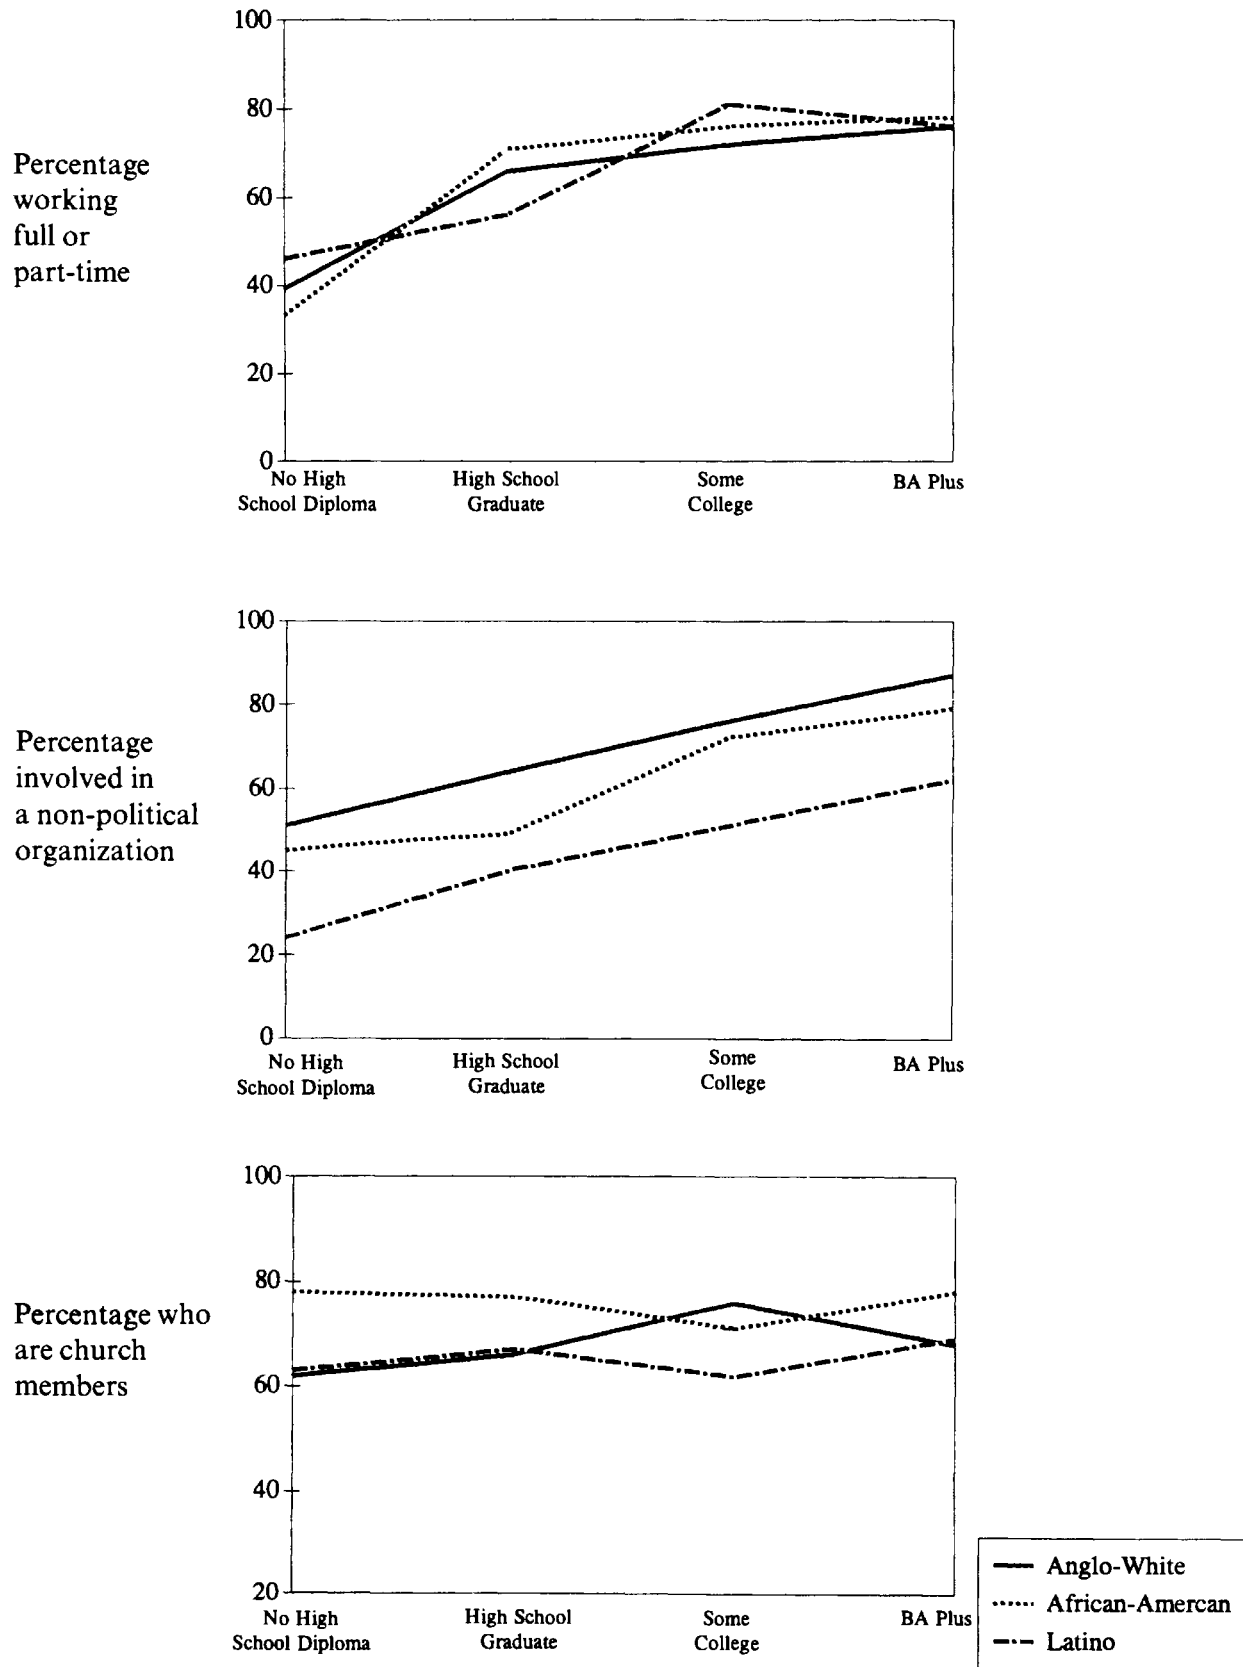 100
80
Percentage
working
full or
part-time
60
40
20
0
No High
School Diploma
High School
Graduate
Some
College
BA Plus
100
80
Percentage
involved in
a non-political
organization
60
40
20
0
No High
School Diploma
High School
Graduate
Some
College
BA Plus
100
80
Percentage who
are church
members
60
40
20
No High
School Diploma
High School
Graduate
Some
College
BA Plus
Anglo-White
African-Amercan
Latino